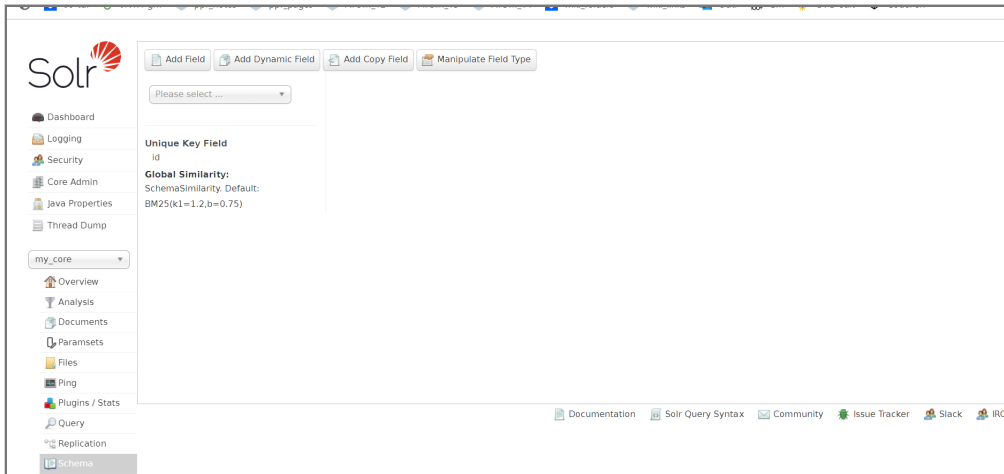 Solr
Add Field Add Dynamic Field Add Copy Field Manipulate Field Type
Please select ...
Unique Key Field
id
Global Similarity:
SchemaSimilarity. Default:
BM25(k1=1.2,b=0.75)
Dashboard
Logging
Security
Core Admin
Java Properties
Thread Dump
my_core
Overview
Analysis
Documents
Paramsets
Files
Ping
Plugins / Stats
Query
Replication
Schema
Documentation Solr Query Syntax Community Issue Tracker Slack IRC